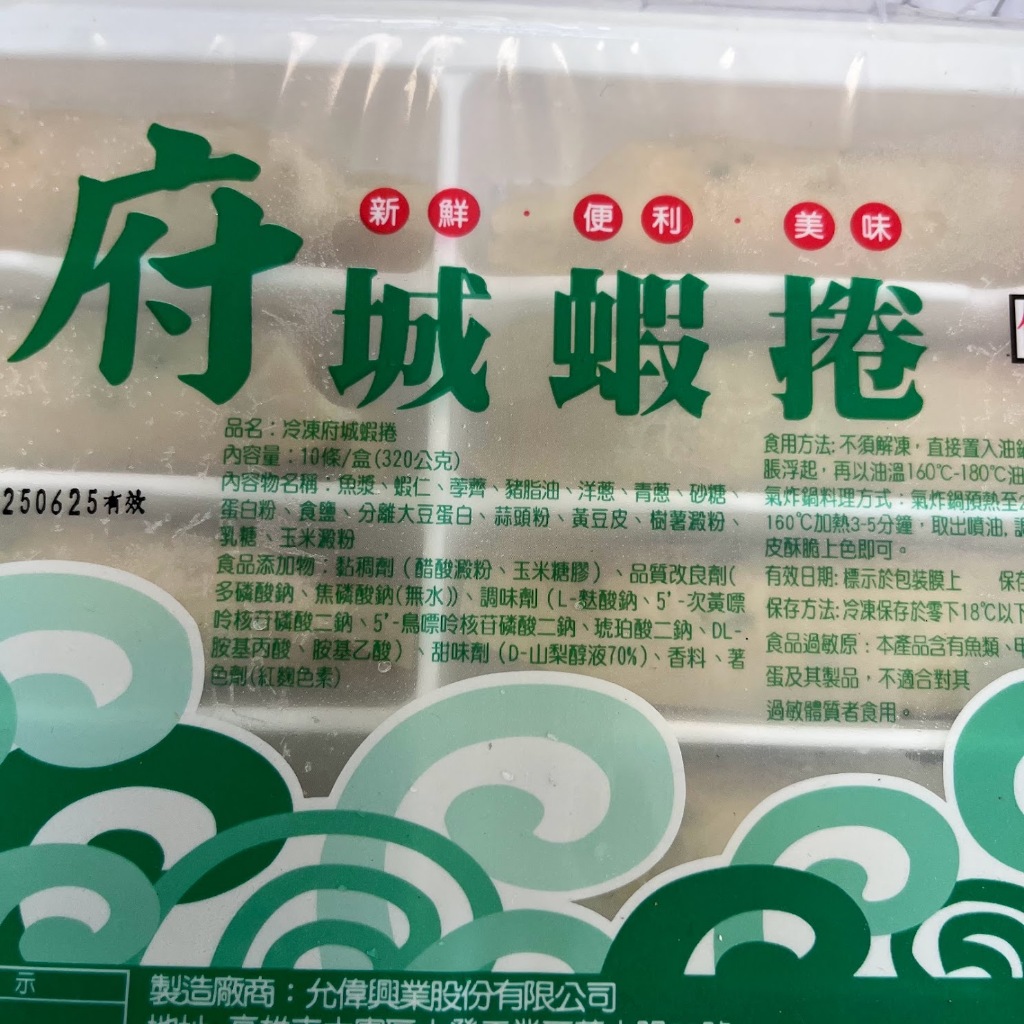 新鮮・便利・美味
府城蝦捲
品名：冷凍府城蝦捲
內容量：10條/盒(320公克)
內容物名稱：魚漿、蝦仁、荸薺、豬脂油、洋蔥、青蔥、砂糖、
蛋白粉、食鹽、分離大豆蛋白、蒜頭粉、黃豆皮、樹薯澱粉、
乳糖、玉米澱粉
食品添加物：黏稠劑（醋酸澱粉、玉米糖膠）、品質改良劑(
多磷酸鈉、焦磷酸鈉(無水))、調味劑（L-麩酸鈉、5'-次黃嘌
呤核苷磷酸二鈉、5'-鳥嘌呤核苷磷酸二鈉、琥珀酸二鈉、DL-
胺基丙酸、胺基乙酸）、甜味劑（D-山梨醇液70%）、香料、著
色劑(紅麴色素)
250625有效
食用方法:不須解凍，直接置入油鍋
脹浮起，再以油溫160℃-180℃油
氣炸鍋料理方式：氣炸鍋預熱至
160℃加熱3-5分鐘，取出噴油,
皮酥脆上色即可。
有效日期:標示於包裝膜上 保存
保存方法:冷凍保存於零下18℃以下
食品過敏原：本產品含有魚類、甲
蛋及其製品，不適合對其
過敏體質者食用。
示
製造廠商：允偉興業股份有限公司